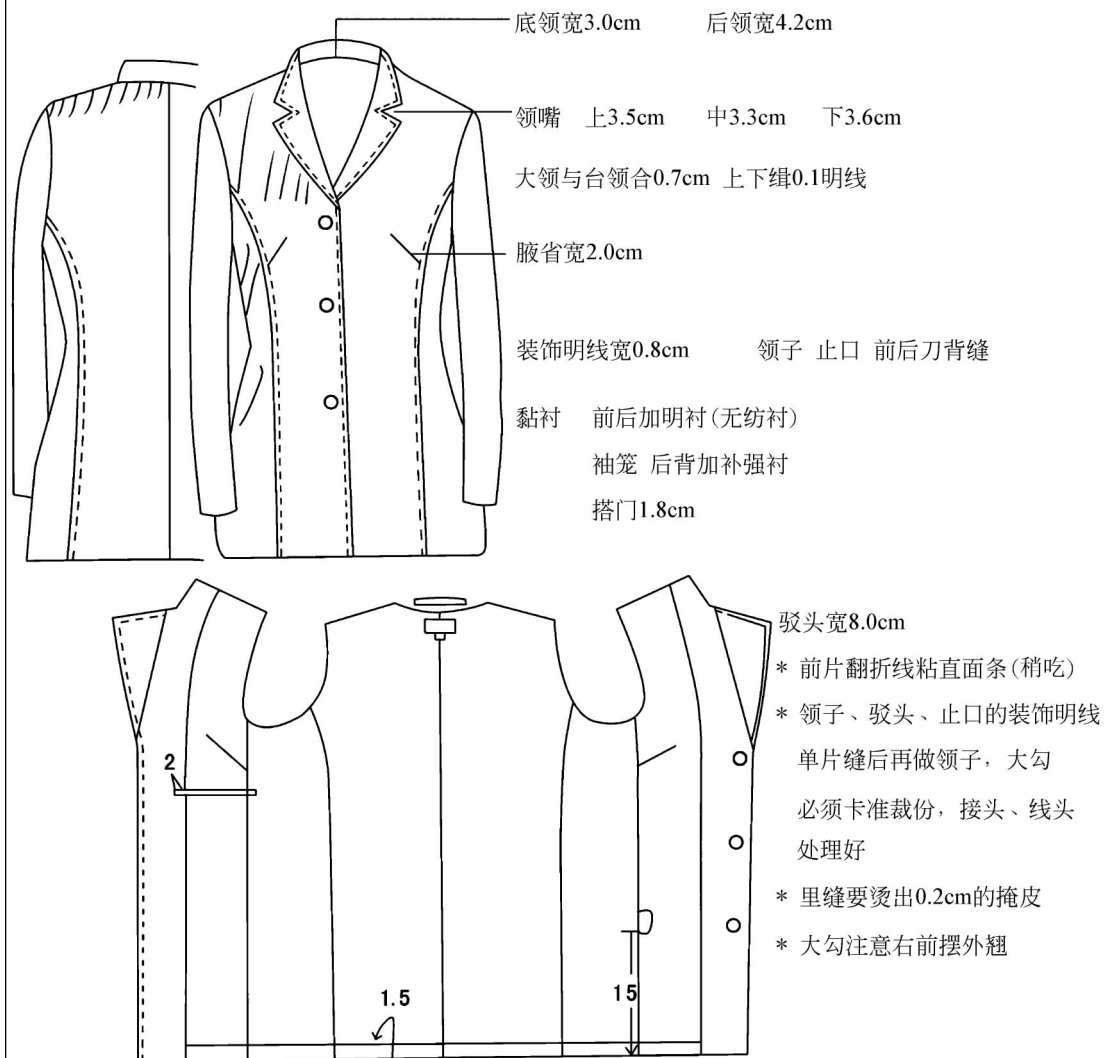 底领宽3.0cm 后领宽4.2cm
领嘴 上3.5cm 中3.3cm 下3.6cm
大领与台领合0.7cm 上下缉0.1明线
腋省宽2.0cm
装饰明线宽0.8cm 领子 止口 前后刀背缝
黏衬 前后加明衬(无纺衬)
袖笼 后背加补强衬
搭门1.8cm
驳头宽8.0cm
* 前片翻折线粘直面条(稍吃)
* 领子、驳头、止口的装饰明线
单片缝后再做领子，大勾
必须卡准裁份，接头、线头
处理好
* 里缝要烫出0.2cm的掩皮
* 大勾注意右前摆外翘
2
1.5
15